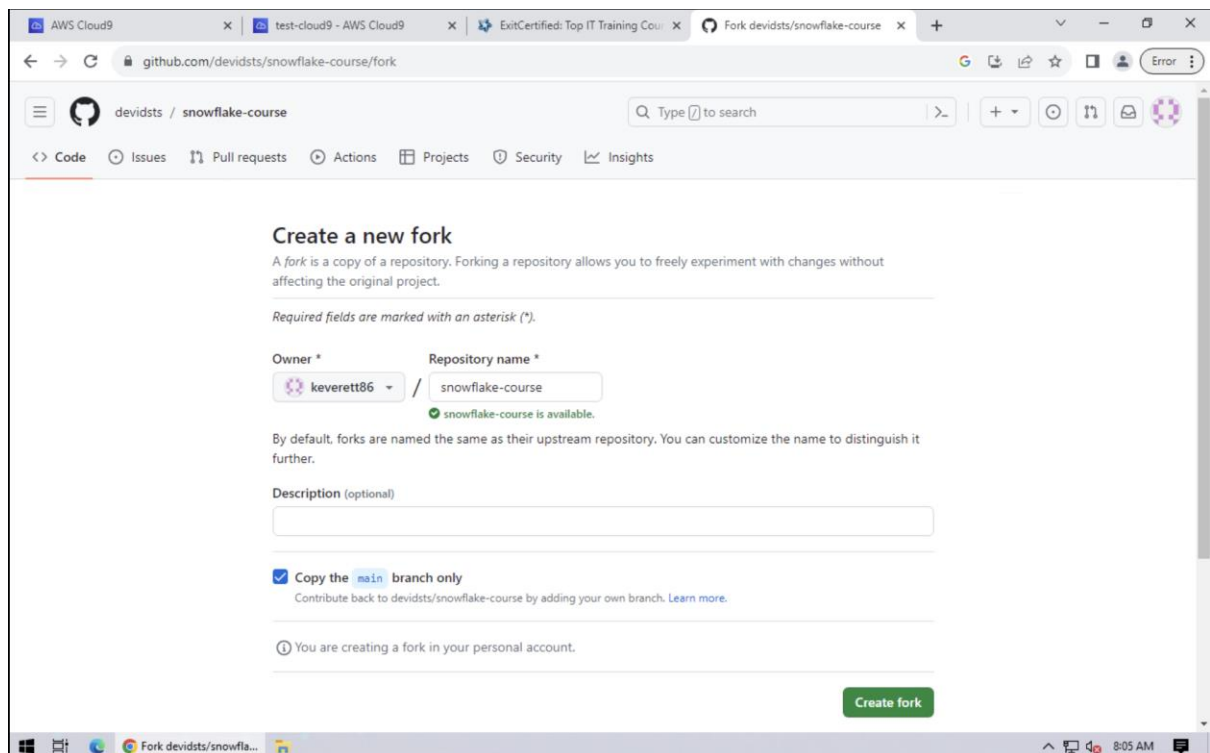 AWS Cloud9
test-cloud9 - AWS Cloud9
ExitCertified: Top IT Training Cour
Fork devidsts/snowflake-course
github.com/devidsts/snowflake-course/fork
Error
devidsts / snowflake-course
Type / to search
Code Issues Pull requests Actions Projects Security Insights
Create a new fork
A fork is a copy of a repository. Forking a repository allows you to freely experiment with changes without
affecting the original project.
Required fields are marked with an asterisk (*).
Owner * Repository name *
keverett86 / snowflake-course
snowflake-course is available.
By default, forks are named the same as their upstream repository. You can customize the name to distinguish it
further.
Description (optional)
Copy the main branch only
Contribute back to devidsts/snowflake-course by adding your own branch. Learn more.
You are creating a fork in your personal account.
Create fork
Fork devidsts/snowfla...
8:05 AM